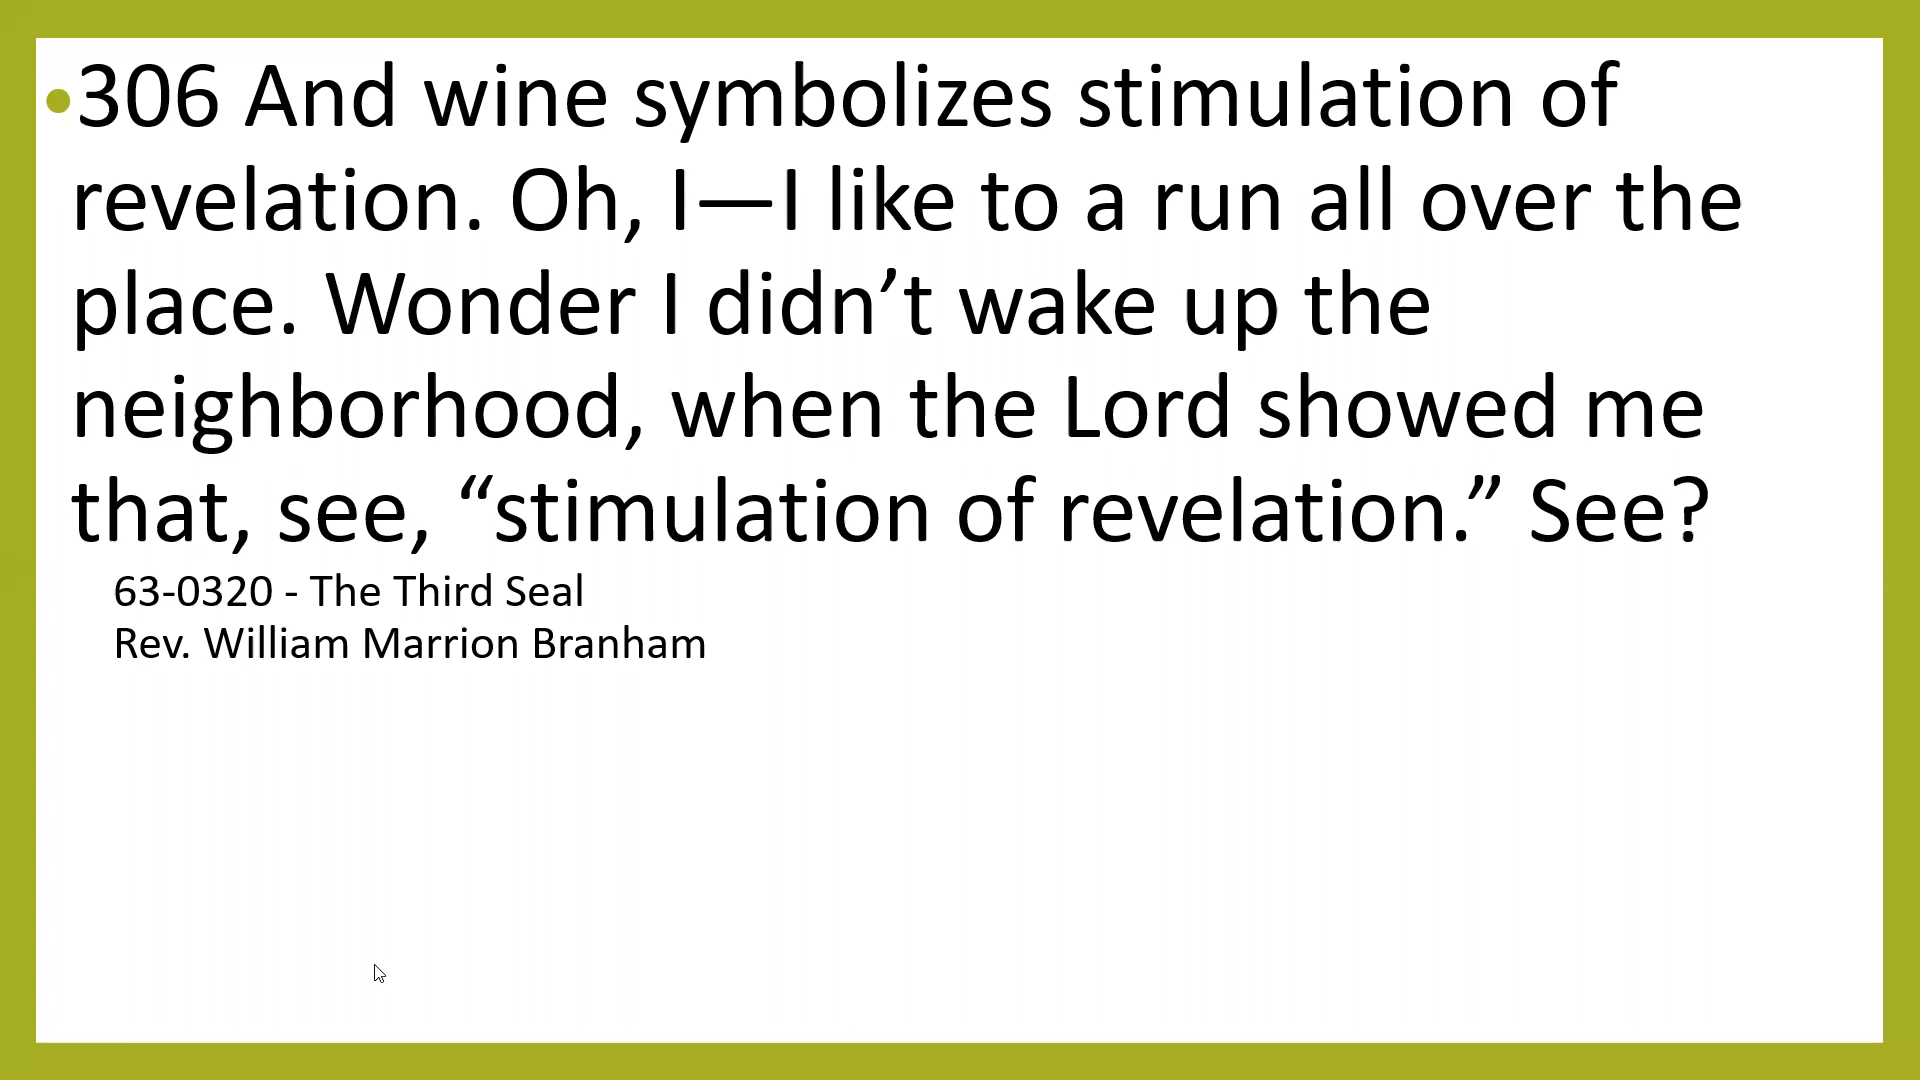 •306 And wine symbolizes stimulation of
revelation. Oh, I—I like to a run all over the
place. Wonder I didn’t wake up the
neighborhood, when the Lord showed me
that, see, “stimulation of revelation.” See?
63-0320 - The Third Seal
Rev. William Marrion Branham